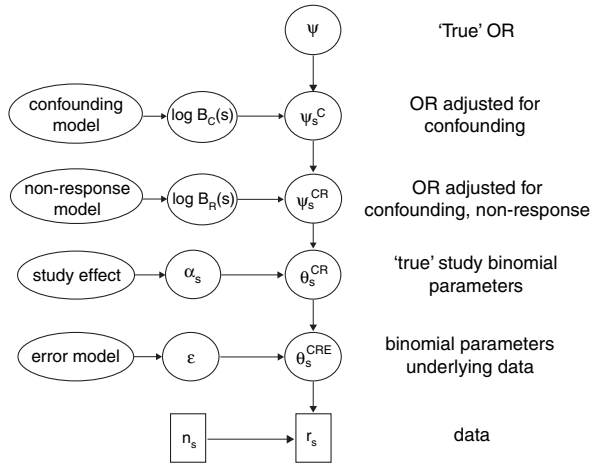 ψ 'True' OR
confounding model log B_C(s) ψ_s^C OR adjusted for confounding
non-response model log B_R(s) ψ_s^CR OR adjusted for confounding, non-response
study effect α_s θ_s^CR 'true' study binomial parameters
error model ε θ_s^CRE binomial parameters underlying data
n_s r_s data